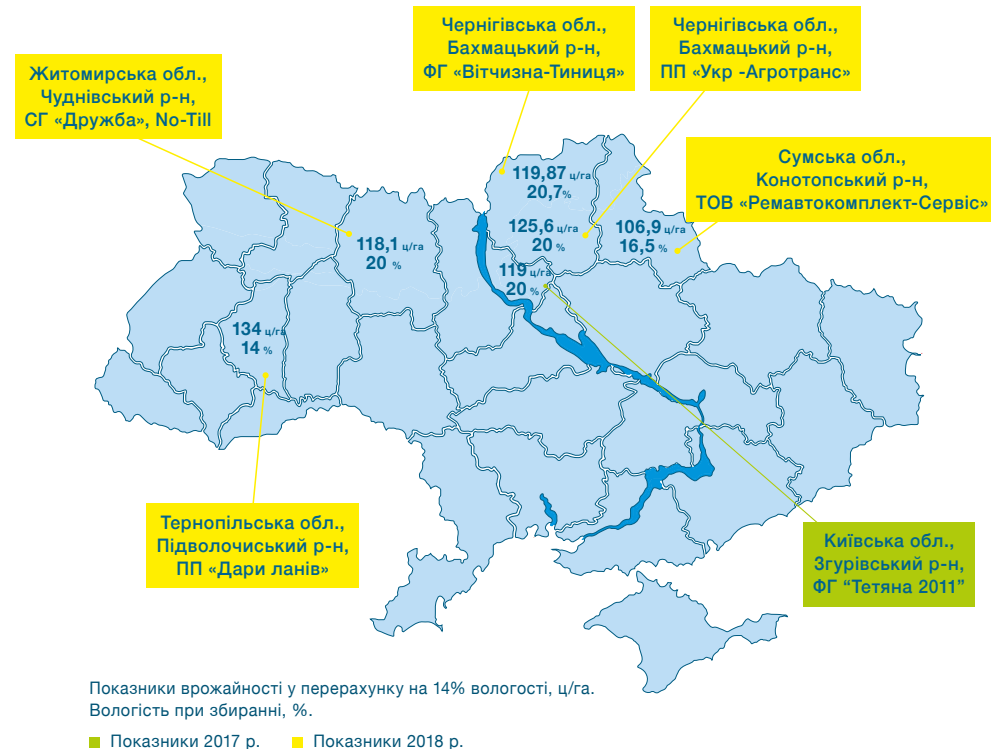 Чернігівська обл.,
Бахмацький р-н,
ФГ «Вітчизна-Тиниця»
Чернігівська обл.,
Бахмацький р-н,
ПП «Укр -Агротранс»
Житомирська обл.,
Чуднівський р-н,
СГ «Дружба», No-Till
Сумська обл.,
Конотопський р-н,
ТОВ «Ремавтокомплект-Сервіс»
119,87 ц/га
20,7%
125,6 ц/га
20 %
106,9 ц/га
16,5 %
118,1 ц/га
20 %
119 ц/га
20 %
134 ц/га
14 %
Тернопільська обл.,
Підволочиський р-н,
ПП «Дари ланів»
Київська обл.,
Згурівський р-н,
ФГ “Тетяна 2011”
Показники врожайності у перерахунку на 14% вологості, ц/га.
Вологість при збиранні, %.
Показники 2017 р. Показники 2018 р.